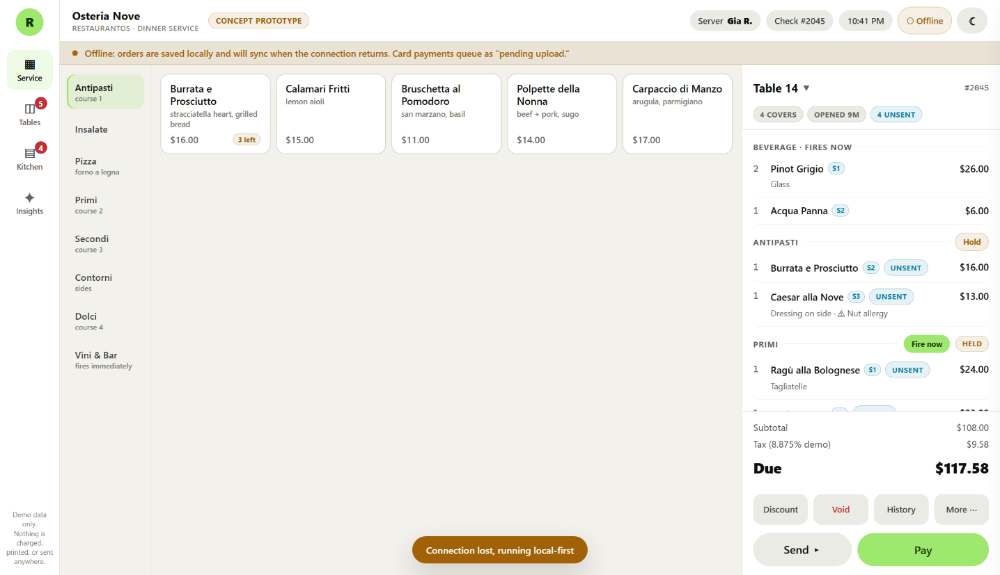 R
Osteria Nove
RESTAURANTOS · DINNER SERVICE
CONCEPT PROTOTYPE
Server Gia R.
Check #2045
10:41 PM
Offline
Offline: orders are saved locally and will sync when the connection returns. Card payments queue as “pending upload.”
Service
Tables
5
Kitchen
4
Insights
Demo data
only.
Nothing is
charged,
printed, or sent
anywhere.
Antipasti
course 1
Insalate
Pizza
forno a legna
Primi
course 2
Secondi
course 3
Contorni
sides
Dolci
course 4
Vini & Bar
fires immediately
Burrata e
Prosciutto
stracciatella heart, grilled
bread
$16.00
3 left
Calamari Fritti
lemon aioli
$15.00
Bruschetta al
Pomodoro
san marzano, basil
$11.00
Polpette della
Nonna
beef + pork, sugo
$14.00
Carpaccio di Manzo
arugula, parmigiano
$17.00
Connection lost, running local-first
Table 14 ▼
#2045
4 COVERS
OPENED 9M
4 UNSENT
BEVERAGE · FIRES NOW
2 Pinot Grigio S1 $26.00
Glass
1 Acqua Panna S2 $6.00
ANTIPASTI Hold
1 Burrata e Prosciutto S2 UNSENT $16.00
1 Caesar alla Nove S3 UNSENT $13.00
Dressing on side · ⚠ Nut allergy
PRIMI Fire now HELD
1 Ragù alla Bolognese S1 UNSENT $24.00
Tagliatelle
Subtotal $108.00
Tax (8.875% demo) $9.58
Due $117.58
Discount
Void
History
More ···
Send ▸
Pay